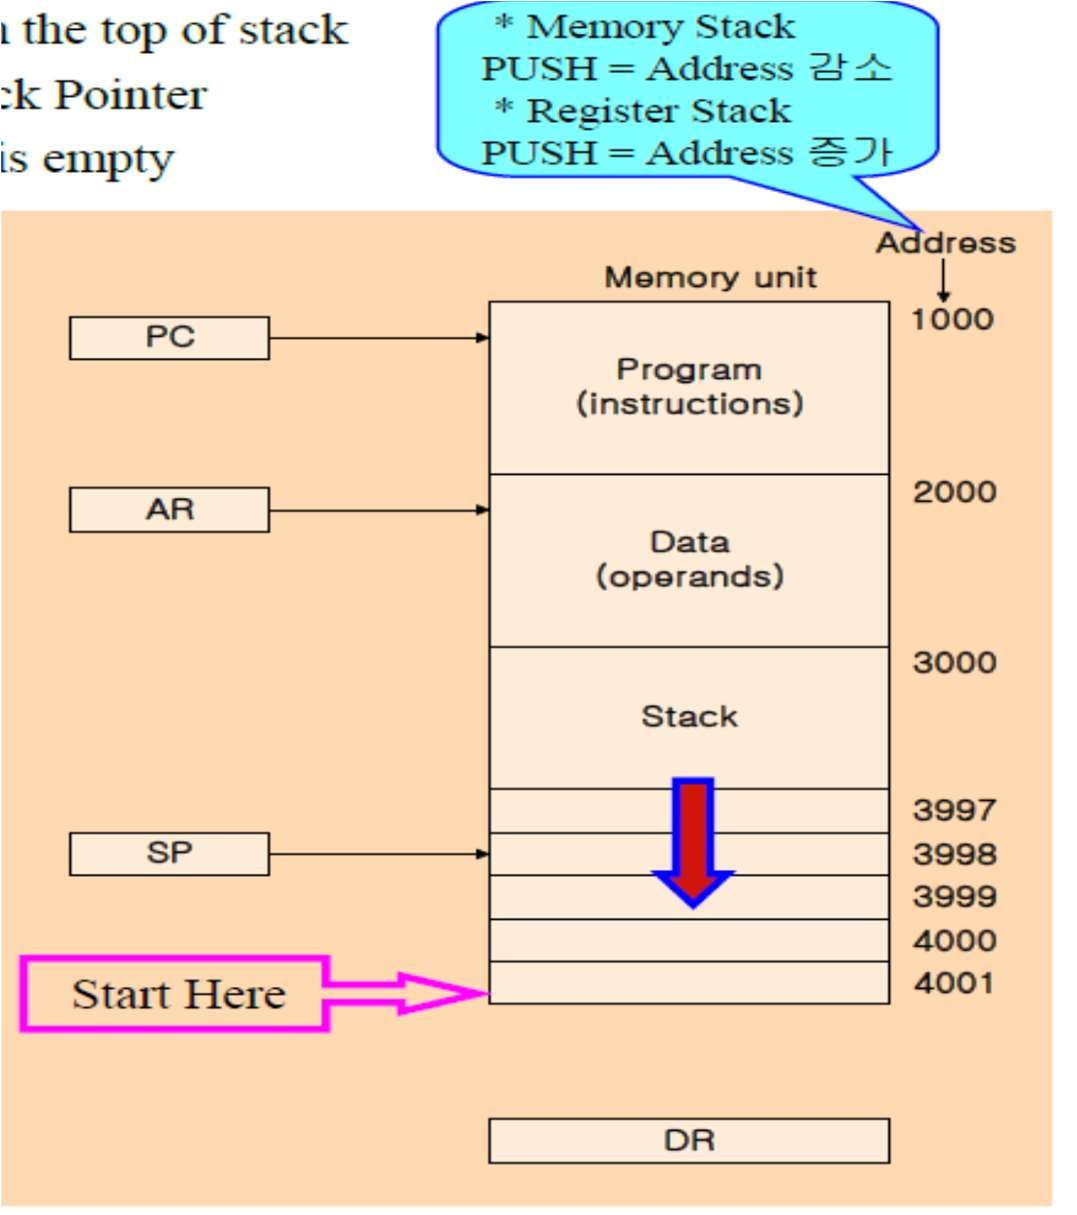 the top of stack
Pointer
is empty
* Memory Stack
PUSH = Address 감소
* Register Stack
PUSH = Address 증가
Address
Memory unit
1000
PC
Program
(instructions)
2000
AR
Data
(operands)
3000
Stack
3997
SP
3998
3999
4000
Start Here
4001
DR